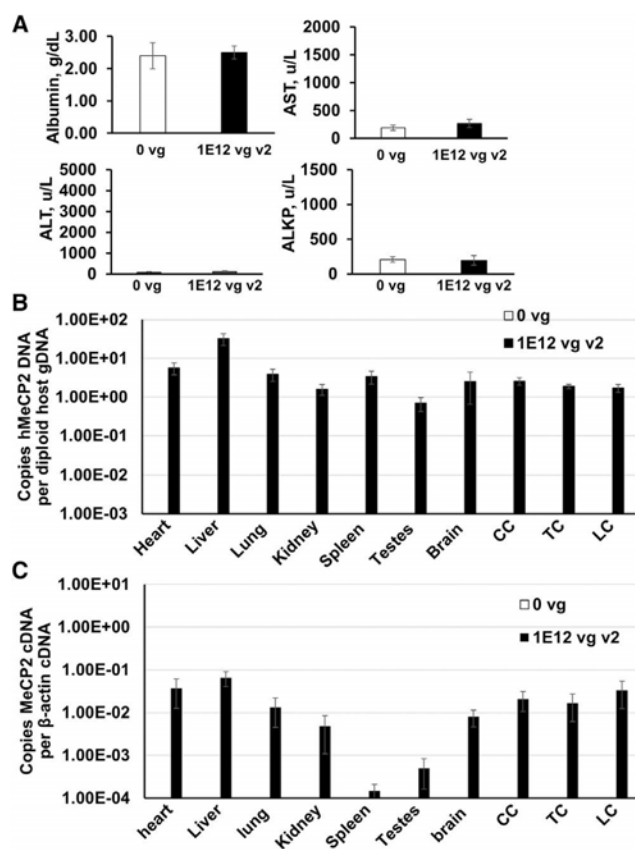 A
Albumin, g/dL
3.00
2.00
1.00
0.00
0 vg
1E12 vg v2
AST, u/L
2000
1500
1000
500
0
0 vg
1E12 vg v2
ALT, u/L
5000
4000
3000
2000
1000
0
0 vg
1E12 vg v2
ALKP, u/L
1500
1000
500
0
0 vg
1E12 vg v2
B
Copies hMeCP2 DNA
per diploid host gDNA
1.00E+02
1.00E+01
1.00E+00
1.00E-01
1.00E-02
1.00E-03
0 vg
1E12 vg v2
Heart
Liver
Lung
Kidney
Spleen
Testes
Brain
CC
TC
LC
C
Copies MeCP2 cDNA
per β-actin cDNA
1.00E+01
1.00E+00
1.00E-01
1.00E-02
1.00E-03
1.00E-04
0 vg
1E12 vg v2
heart
Liver
lung
Kidney
Spleen
Testes
brain
CC
TC
LC